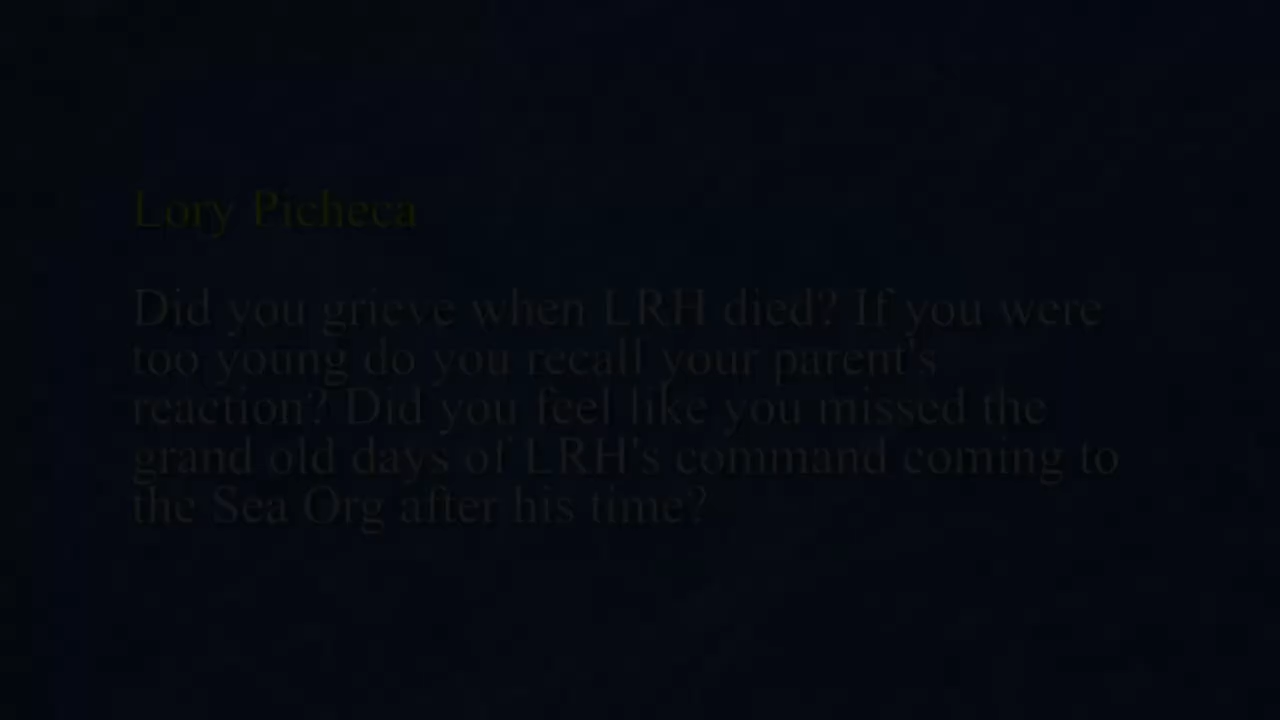 Lory Picheca
Did you grieve when LRH died? If you were
too young do you recall your parent's
reaction? Did you feel like you missed the
grand old days of LRH's command coming to
the Sea Org after his time?